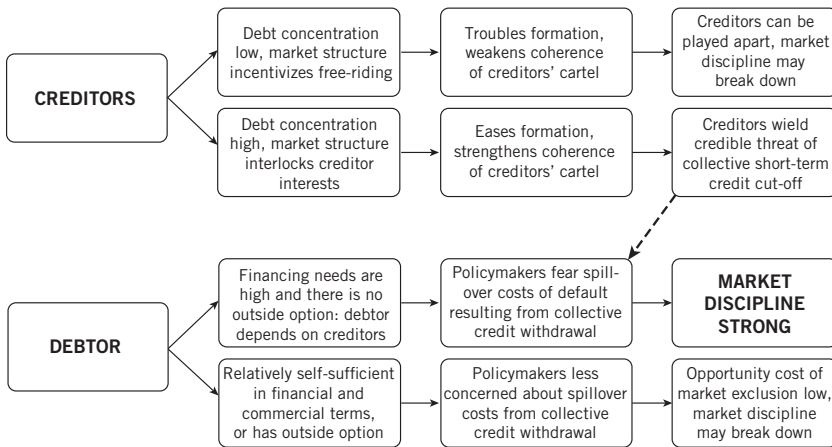 Debt concentration
low, market structure
incentivizes free-riding
Troubles formation,
weakens coherence
of creditors’ cartel
Creditors can be
played apart, market
discipline may
break down
CREDITORS
Debt concentration
high, market structure
interlocks creditor
interests
Eases formation,
strengthens coherence
of creditors’ cartel
Creditors wield
credible threat of
collective short-term
credit cut-off
Financing needs are
high and there is no
outside option: debtor
depends on creditors
Policymakers fear spill-
over costs of default
resulting from collective
credit withdrawal
MARKET
DISCIPLINE
STRONG
DEBTOR
Relatively self-sufficient
in financial and
commercial terms,
or has outside option
Policymakers less
concerned about spillover
costs from collective
credit withdrawal
Opportunity cost of
market exclusion low,
market discipline
may break down